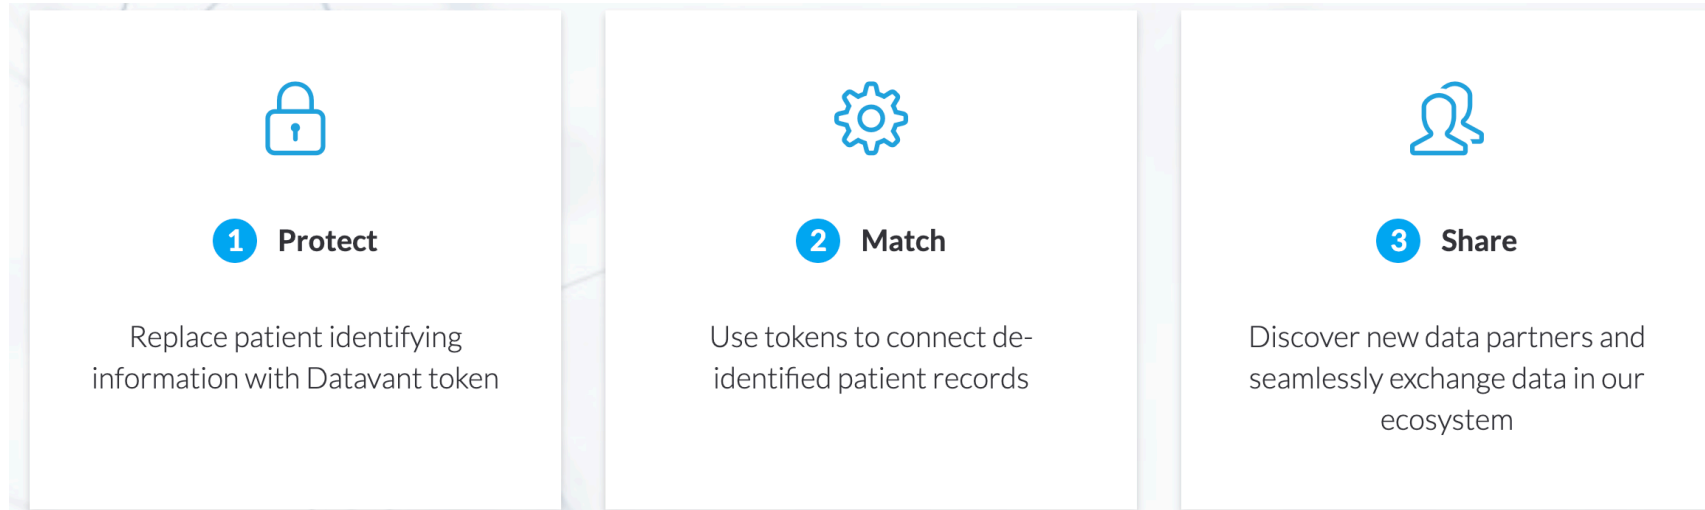 1 Protect
Replace patient identifying
information with Datavant token
2 Match
Use tokens to connect de-
identified patient records
3 Share
Discover new data partners and
seamlessly exchange data in our
ecosystem